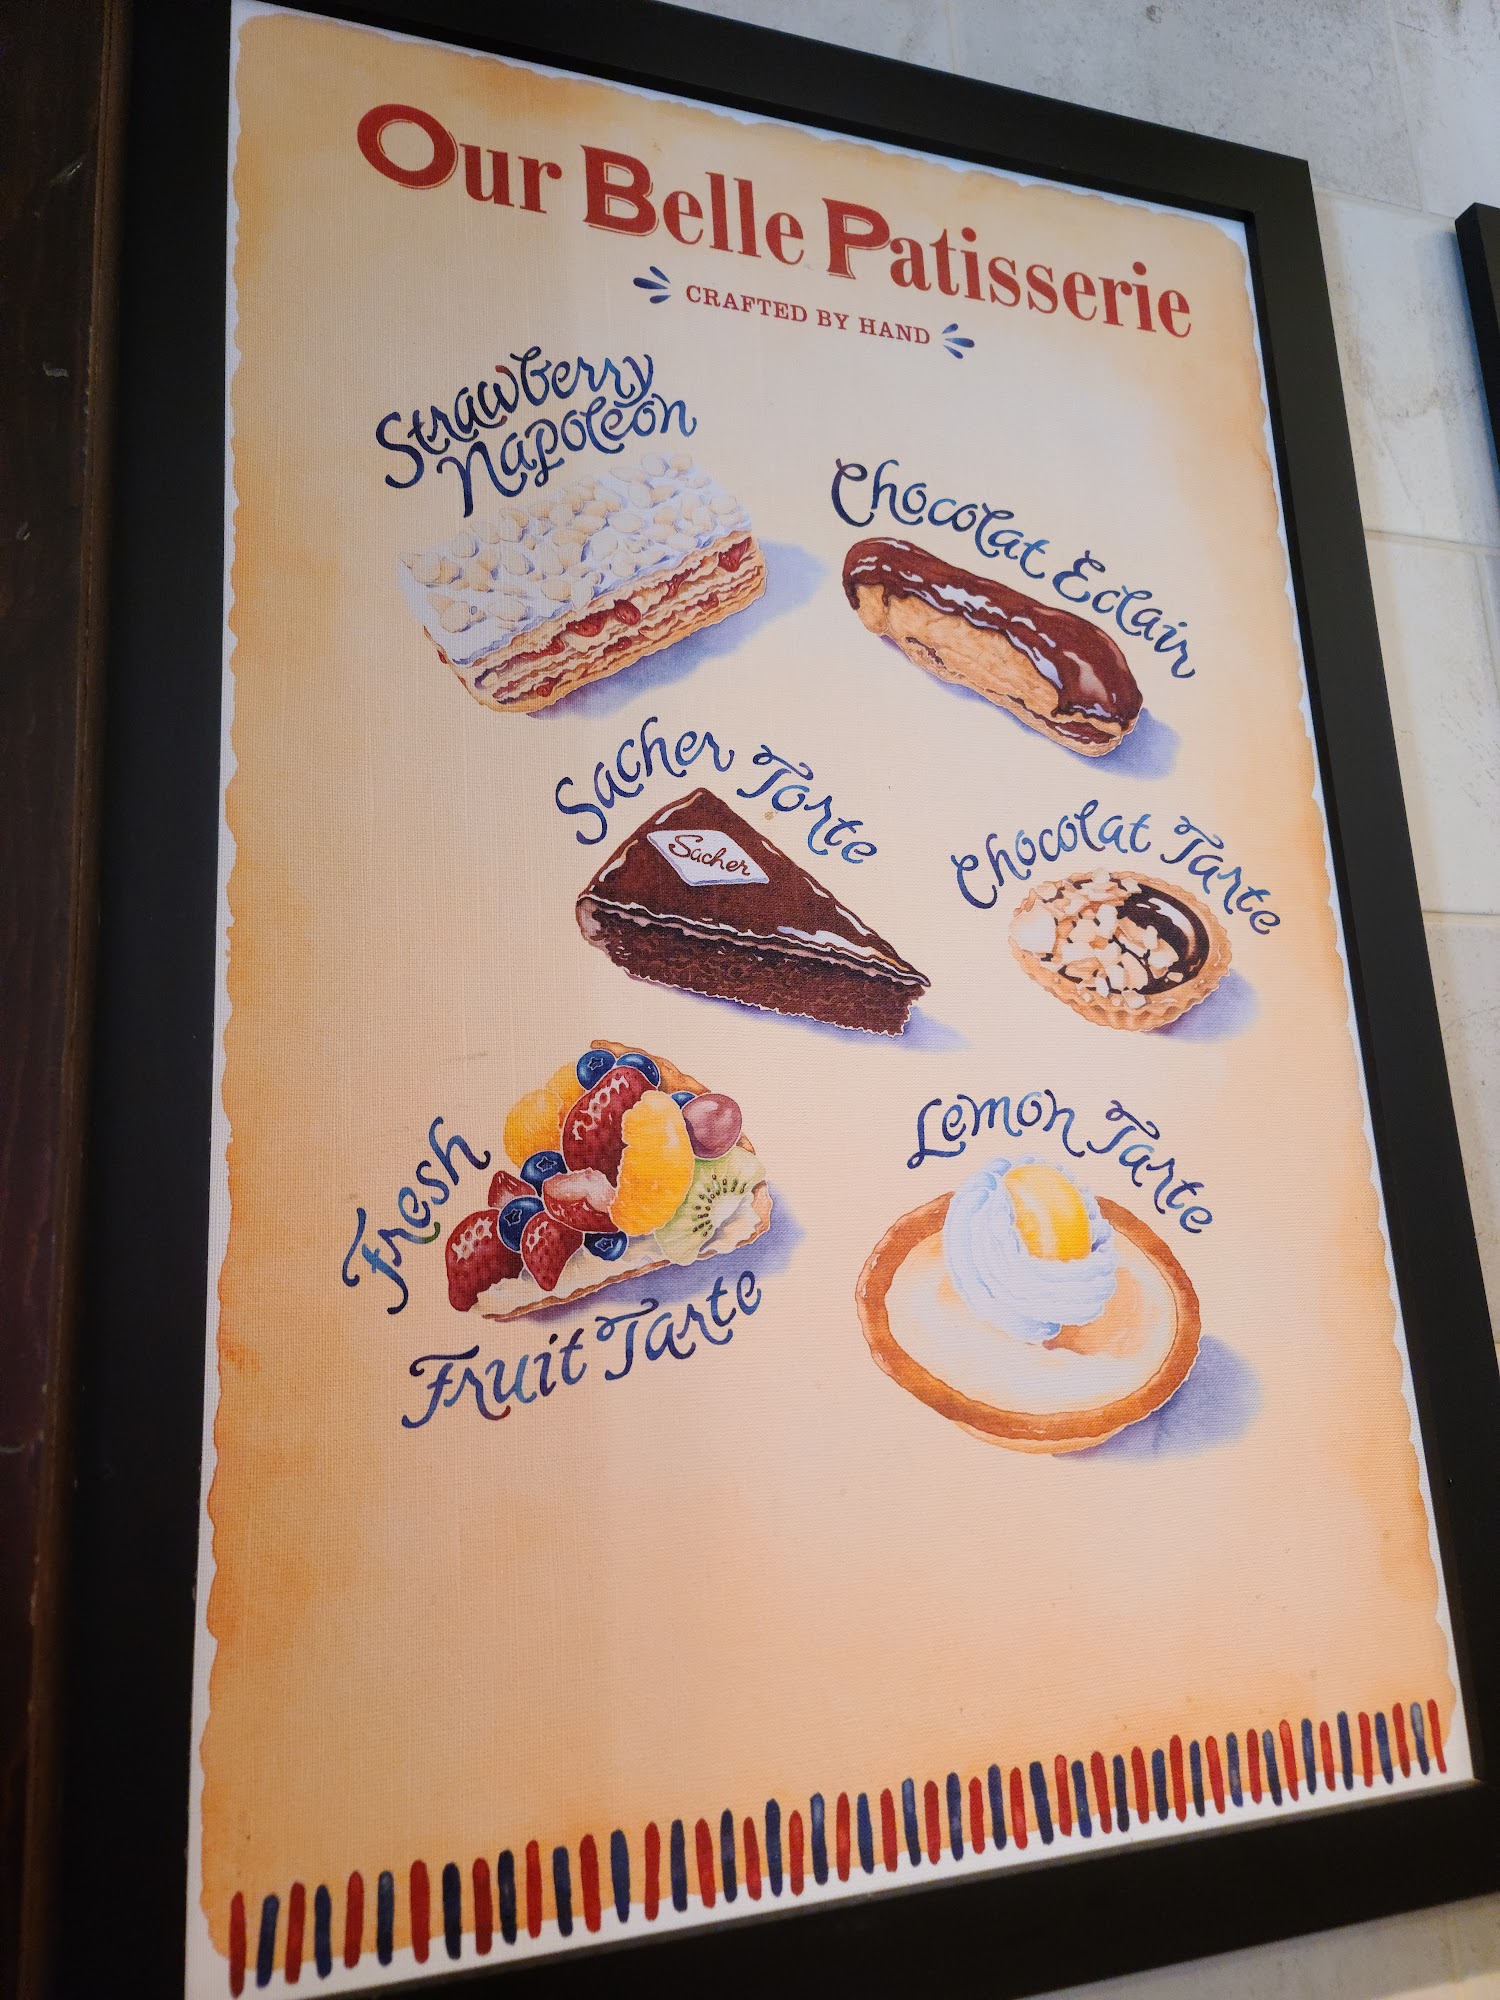 Our Belle Patisserie
CRAFTED BY HAND
Strawberry
Napoleon
Chocolat Eclair
Sacher Torte
Sacher
Chocolat Tarte
Fresh
Fruit Tarte
Lemon Tarte